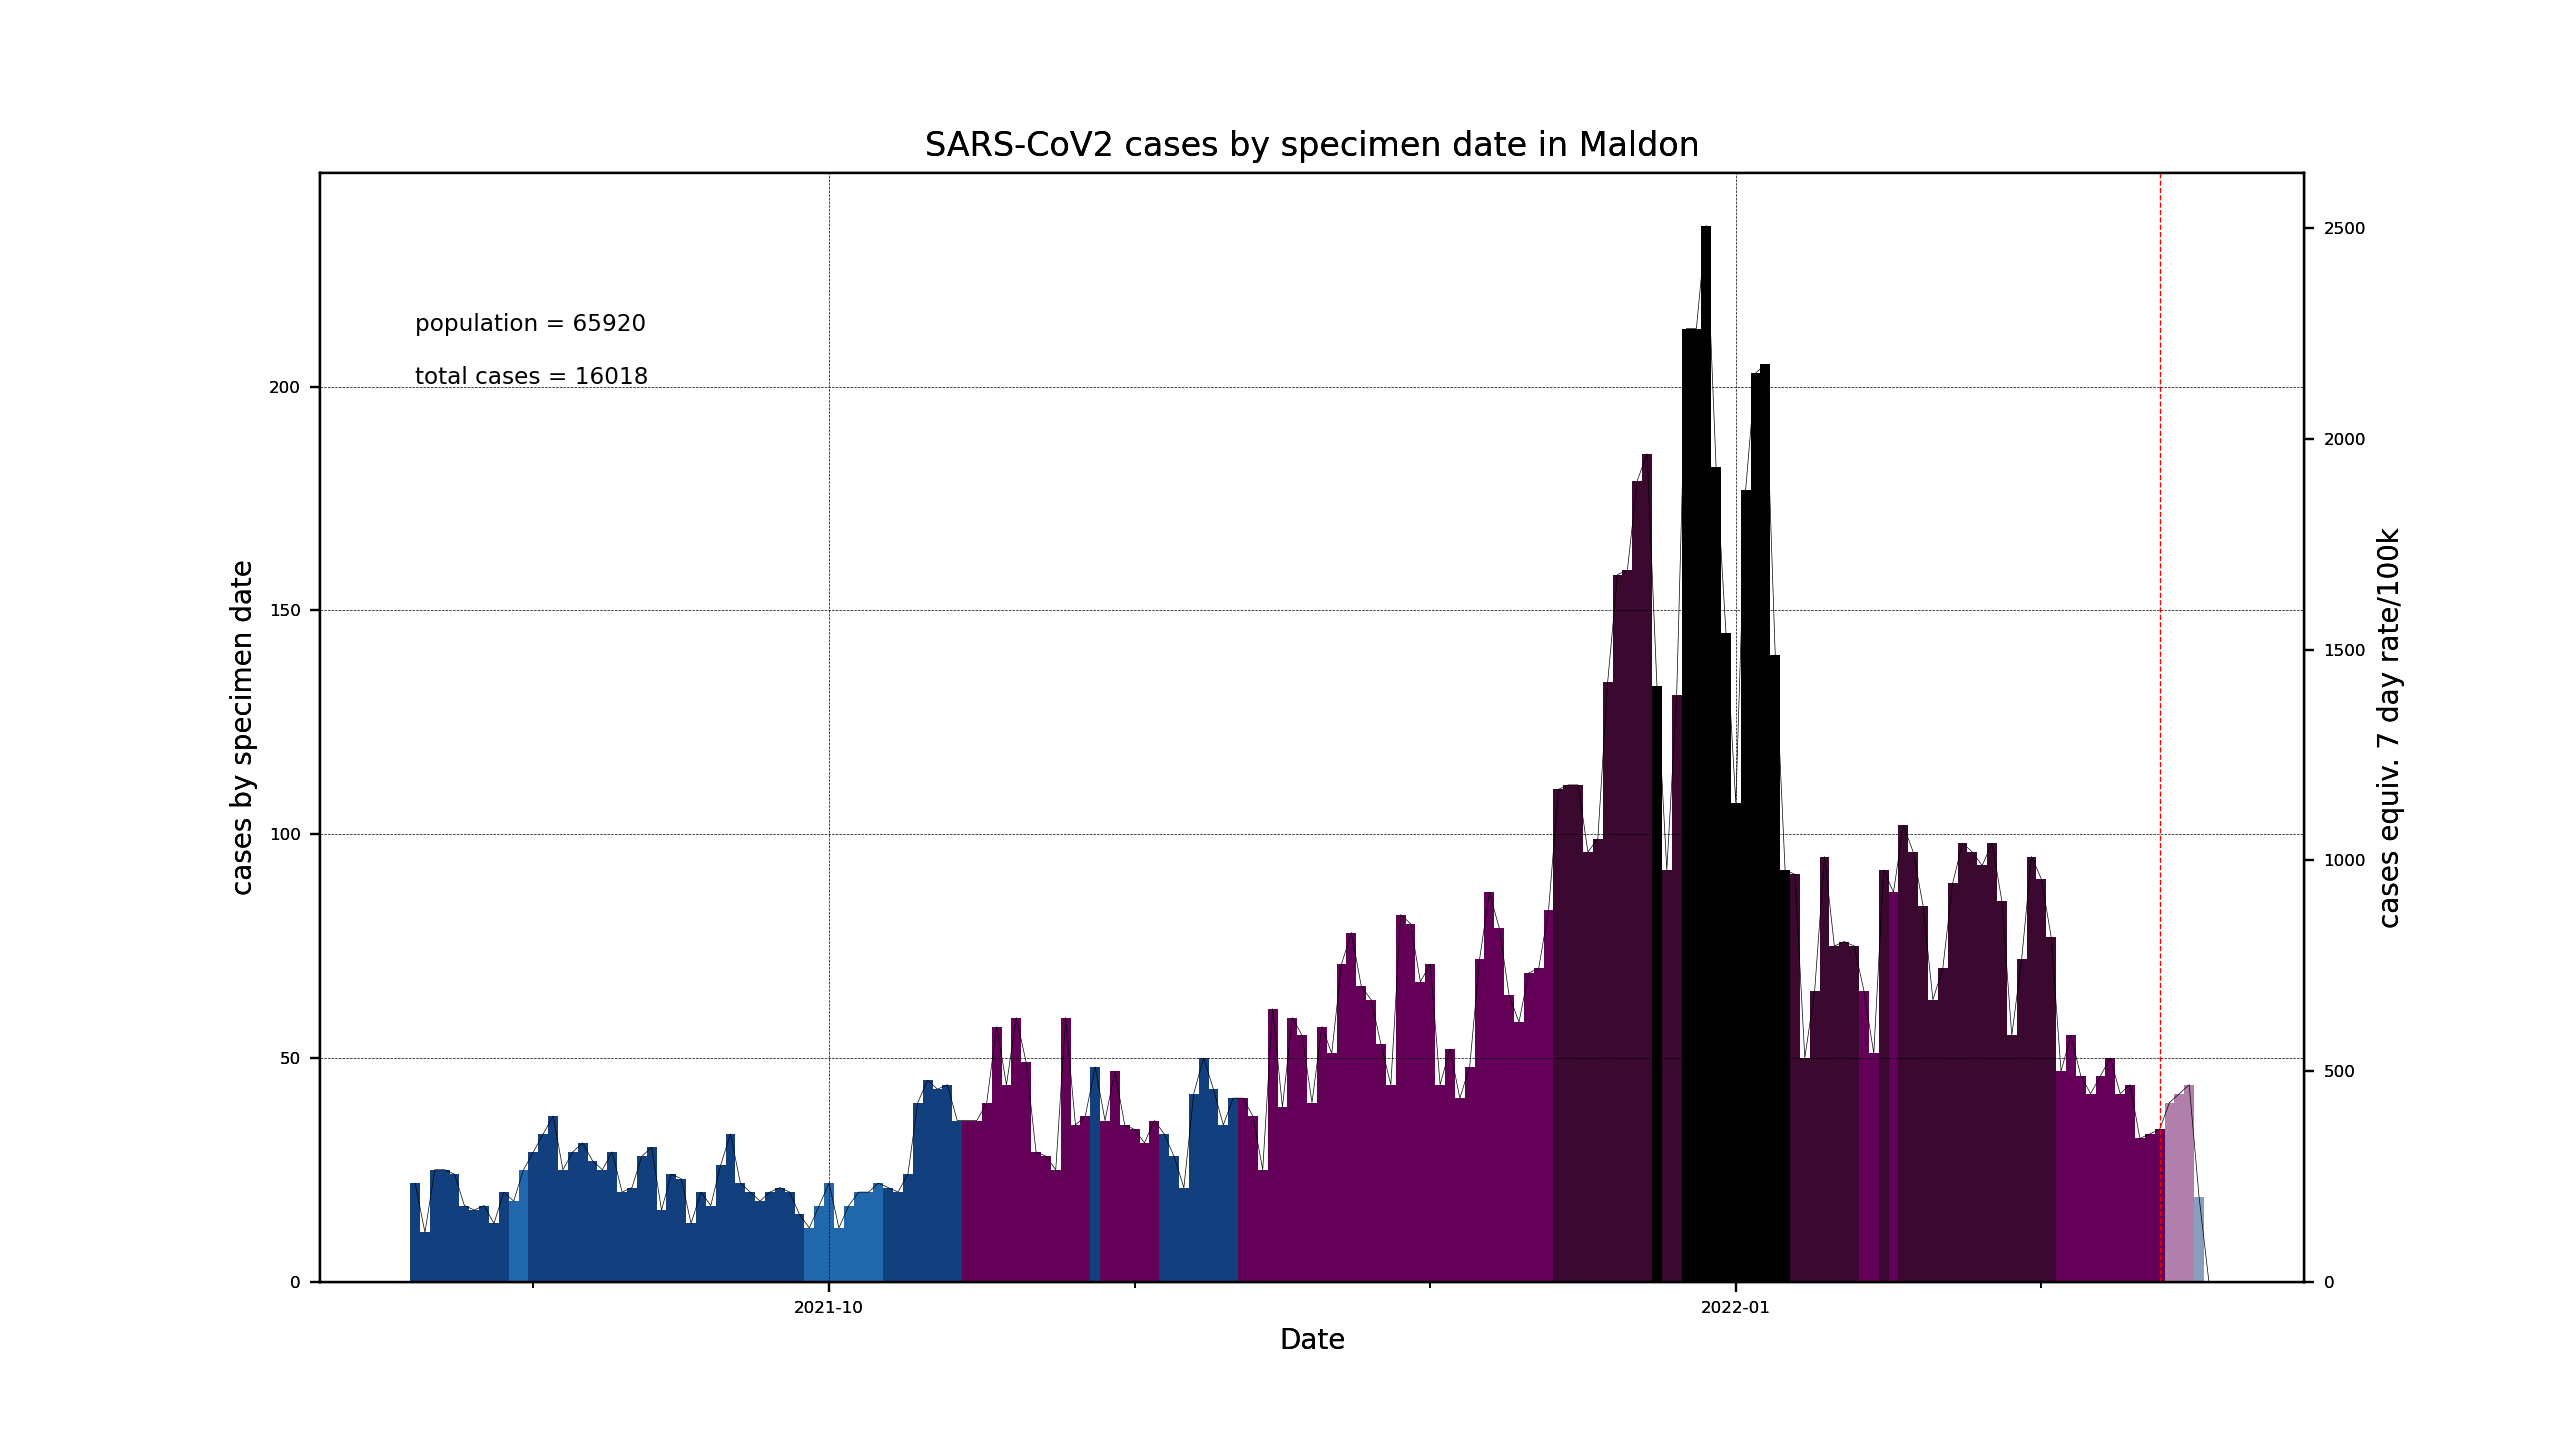 SARS-CoV2 cases by specimen date in Maldon
population = 65920
total cases = 16018
cases by specimen date
200
150
100
50
0
2500
2000
1500
1000
500
0
cases equiv. 7 day rate/100k
2021-10
2022-01
Date